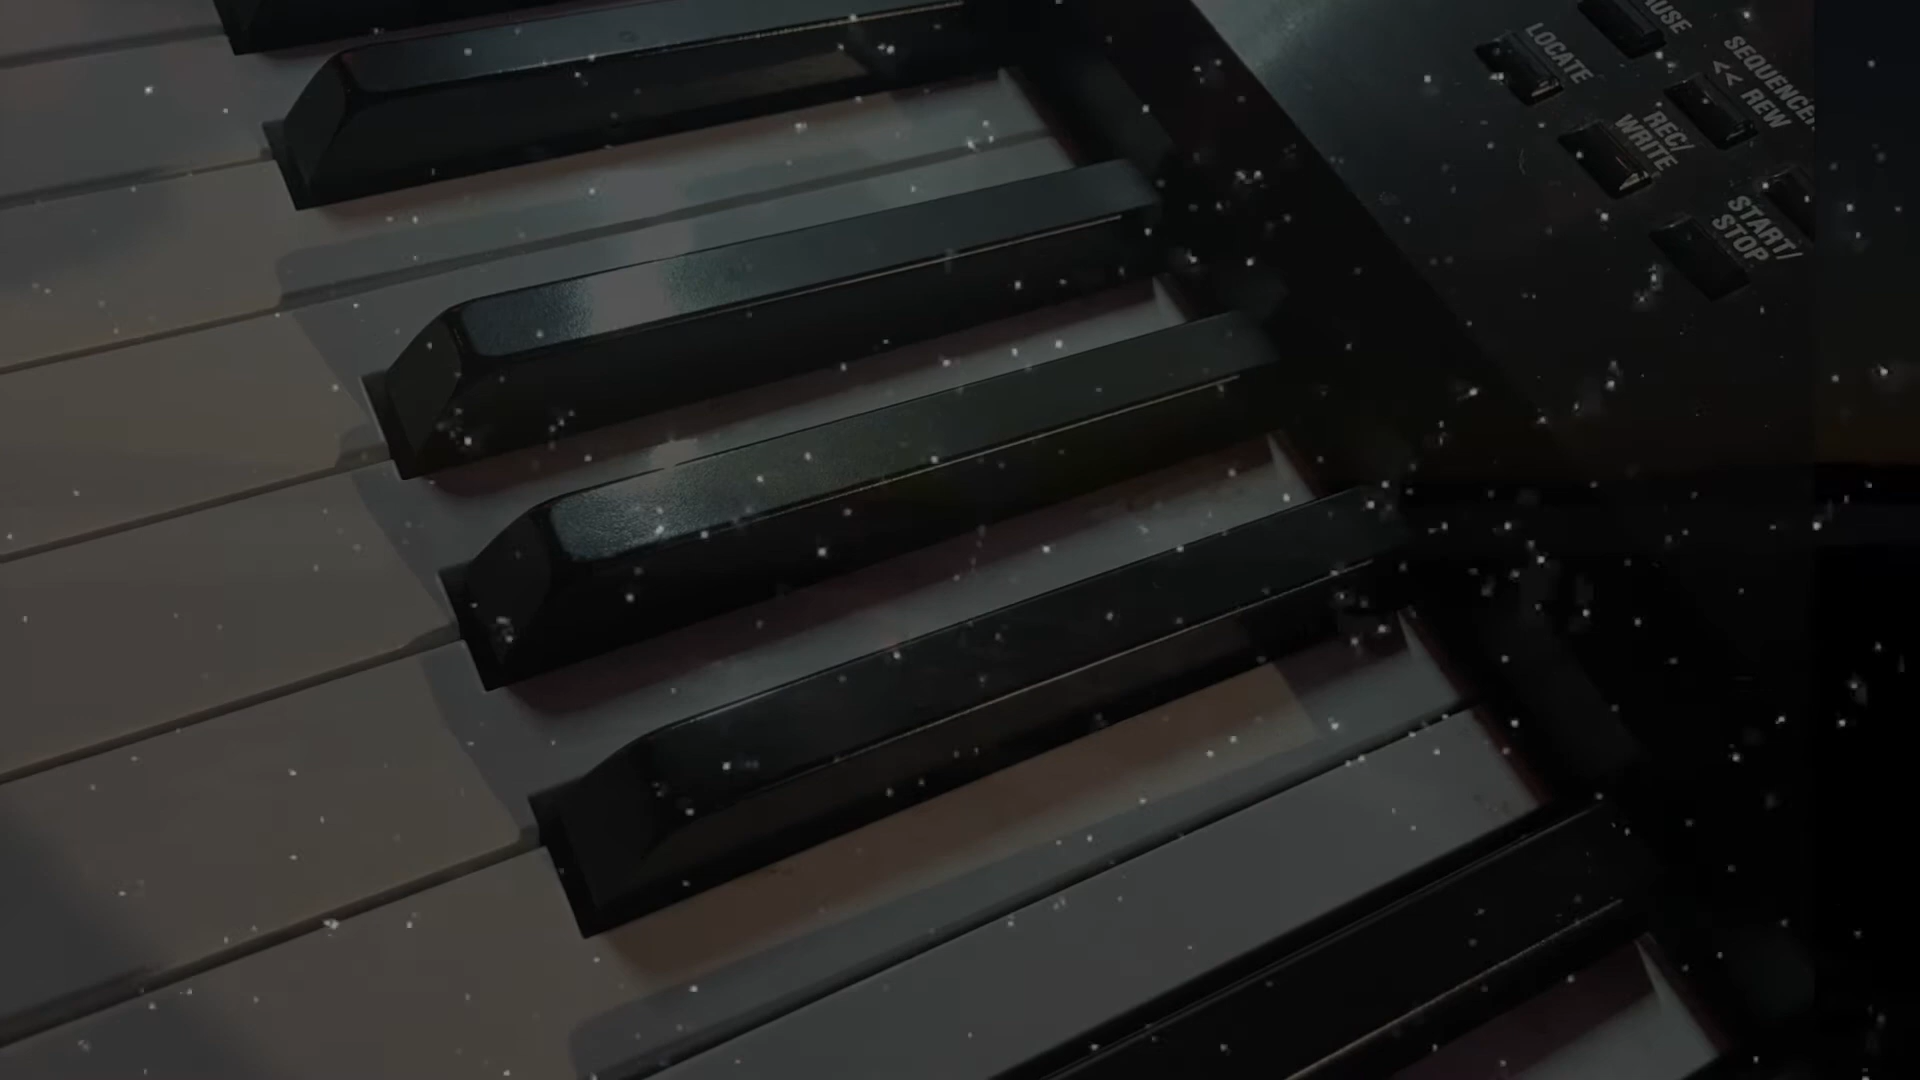 LOCATE
SEQUENCER
<< REW
REC/
WRITE
START/
STOP